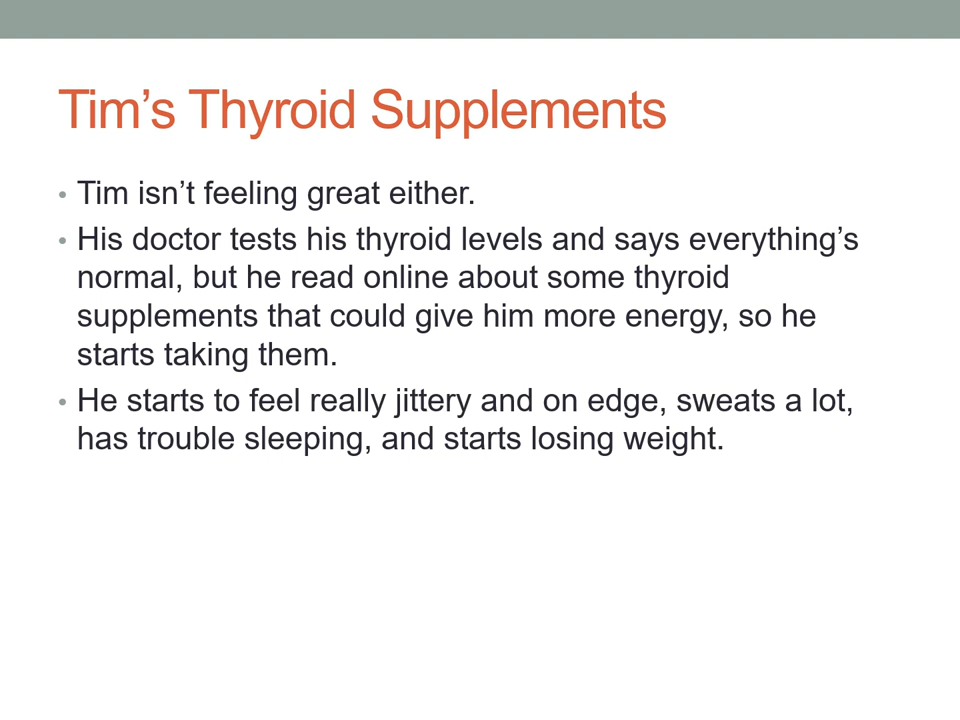 Tim’s Thyroid Supplements
• Tim isn’t feeling great either.
• His doctor tests his thyroid levels and says everything’s
normal, but he read online about some thyroid
supplements that could give him more energy, so he
starts taking them.
• He starts to feel really jittery and on edge, sweats a lot,
has trouble sleeping, and starts losing weight.